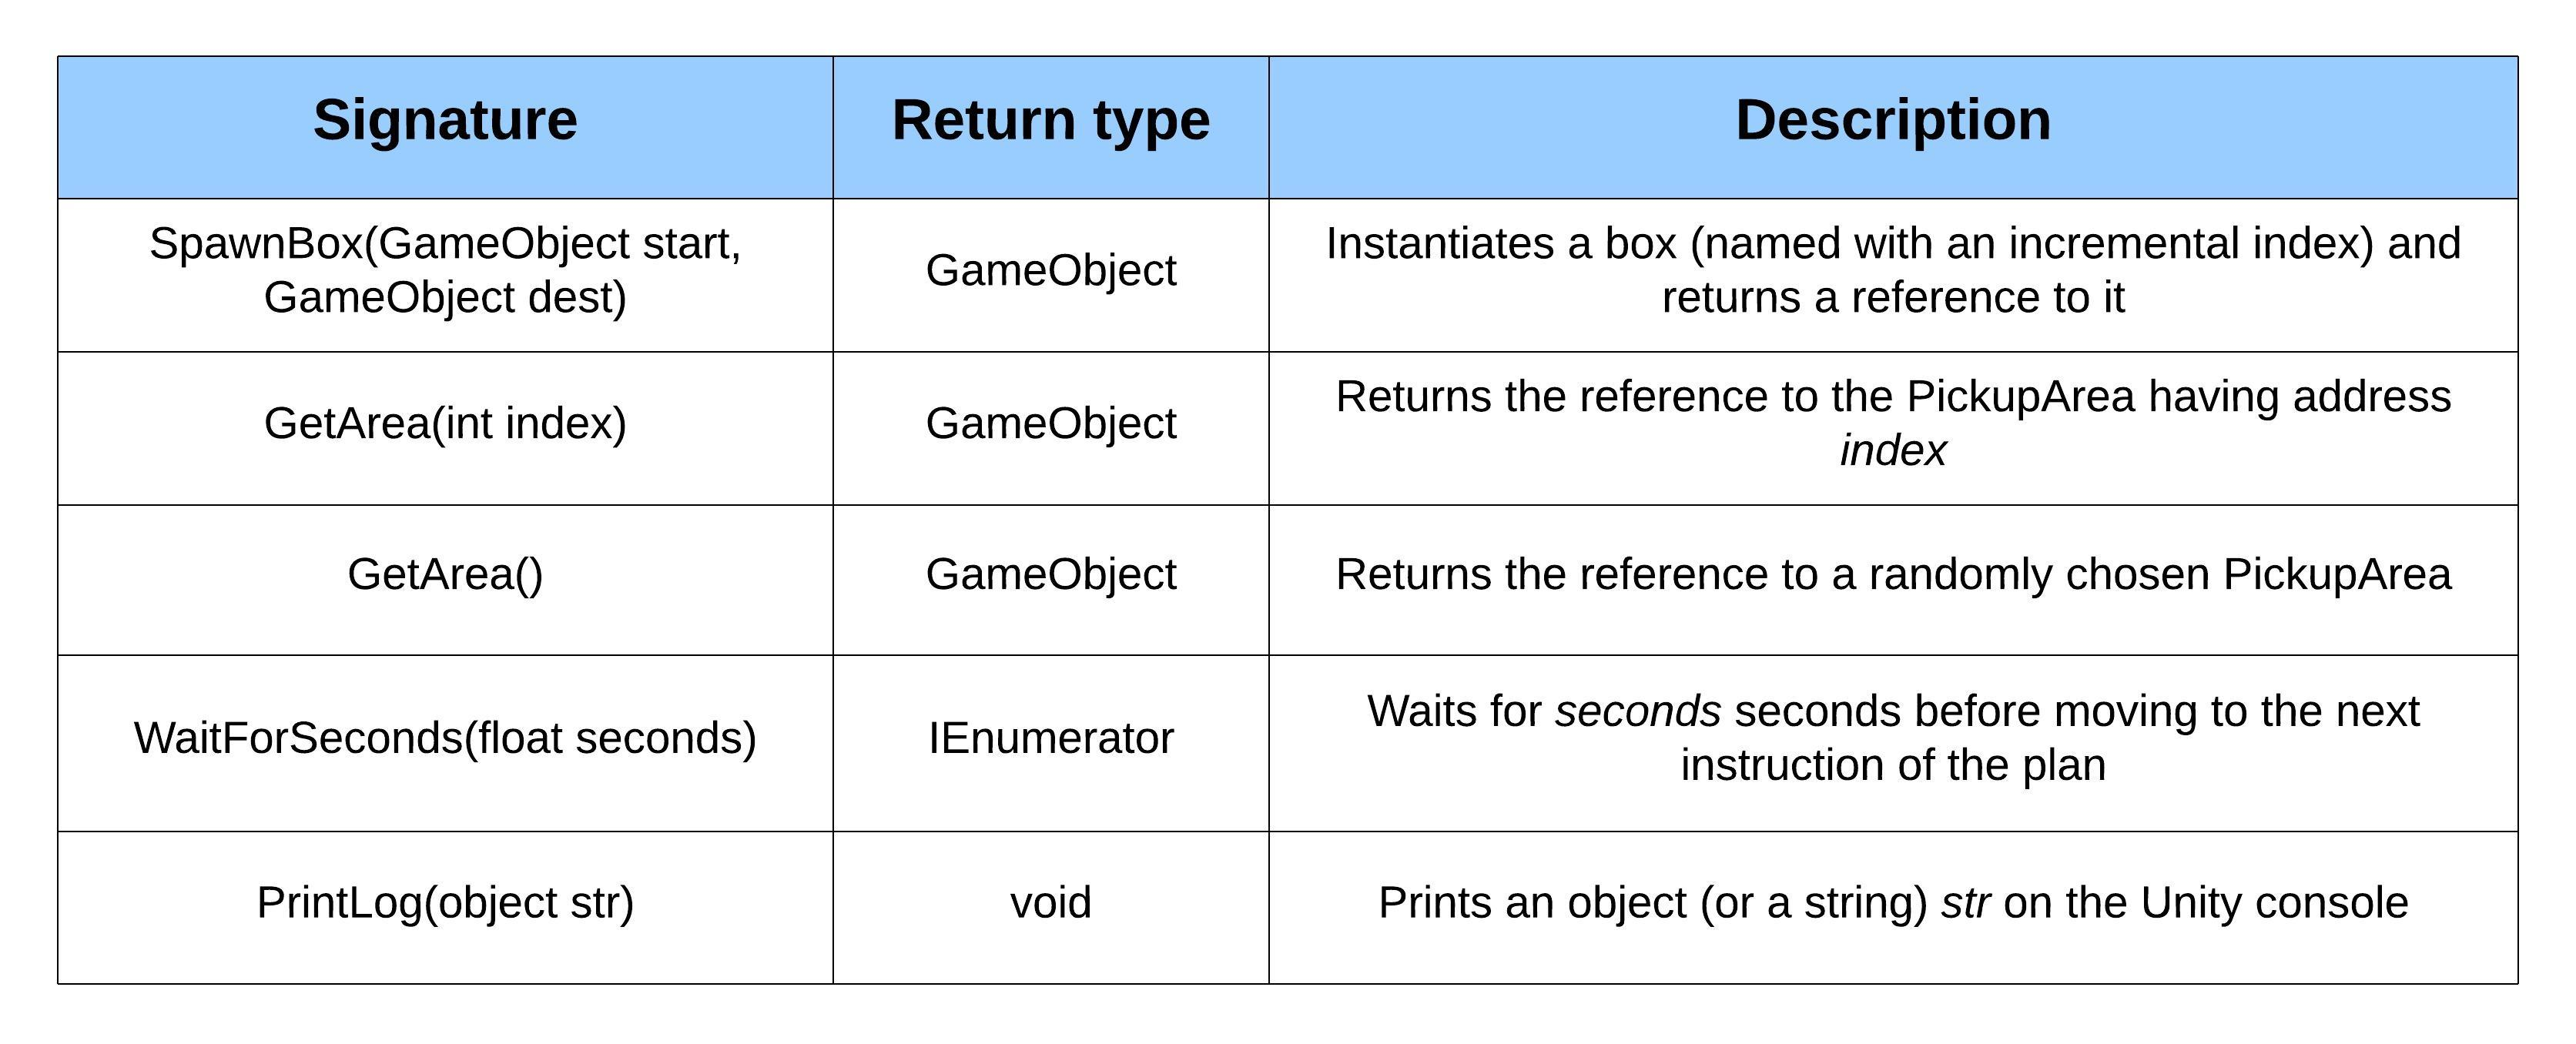 Signature
Return type
Description
SpawnBox(GameObject start,
GameObject dest)
GameObject
Instantiates a box (named with an incremental index) and
returns a reference to it
GetArea(int index)
GameObject
Returns the reference to the PickupArea having address
index
GetArea()
GameObject
Returns the reference to a randomly chosen PickupArea
WaitForSeconds(float seconds)
IEnumerator
Waits for seconds seconds before moving to the next
instruction of the plan
PrintLog(object str)
void
Prints an object (or a string) str on the Unity console